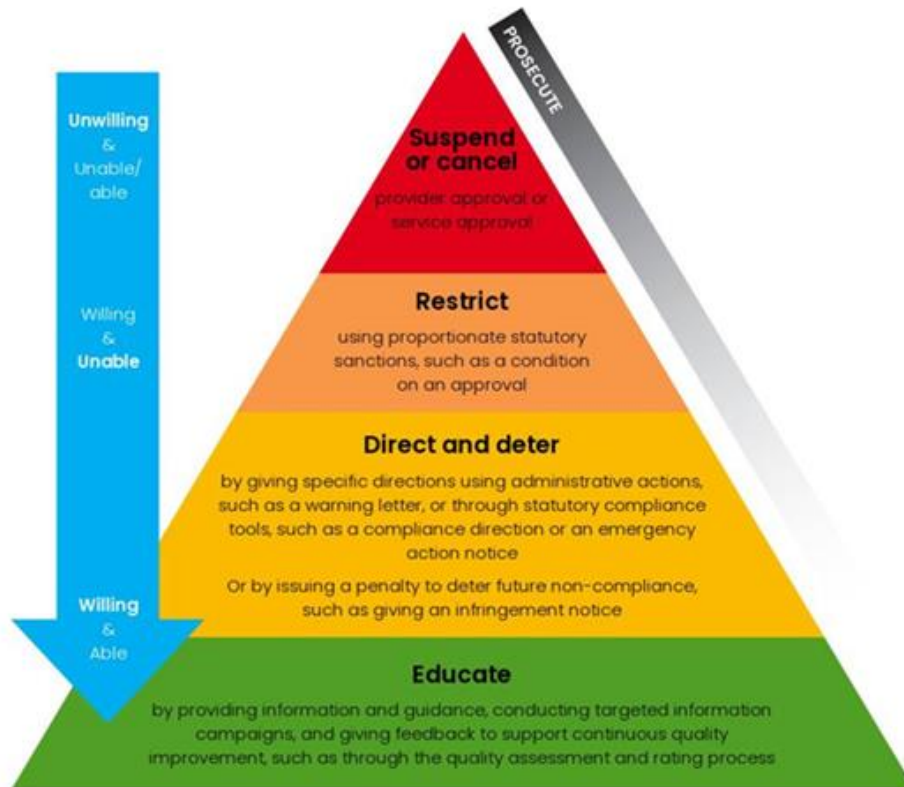 PROSECUTE
Unwilling
&
Unable/
able
Willing
&
Unable
Willing
&
Able
Suspend
or cancel
provider approval or
service approval
Restrict
using proportionate statutory
sanctions, such as a condition
on an approval
Direct and deter
by giving specific directions using administrative actions,
such as a warning letter, or through statutory compliance
tools, such as a compliance direction or an emergency
action notice
Or by issuing a penalty to deter future non-compliance,
such as giving an infringement notice
Educate
by providing information and guidance, conducting targeted information
campaigns, and giving feedback to support continuous quality
improvement, such as through the quality assessment and rating process